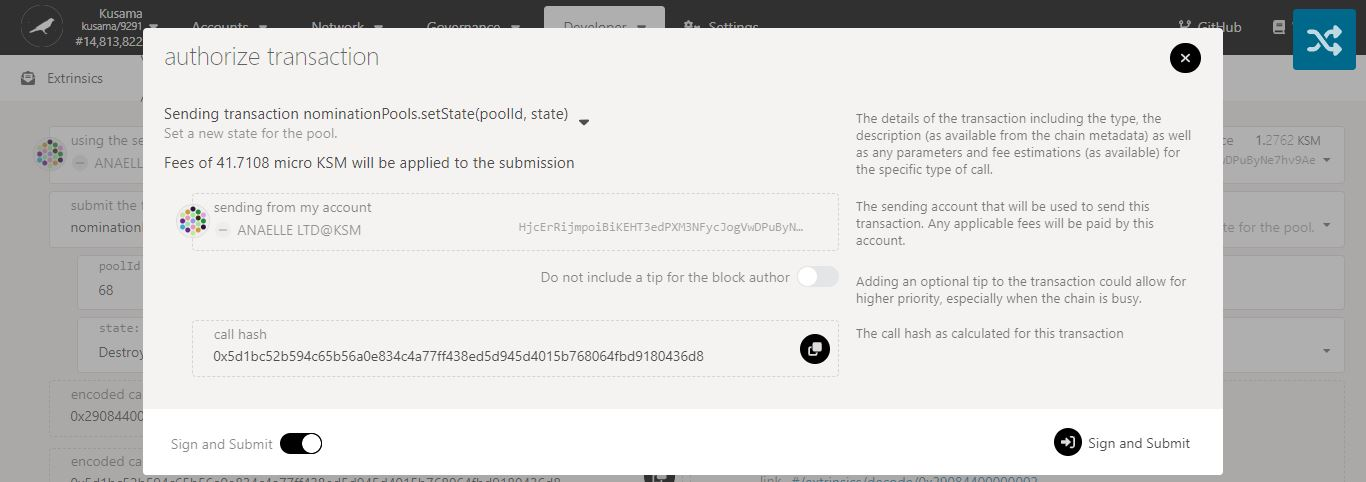 Kusama
kusama/9291
#14,813,822
Accounts
Network
Governance
Developer
Settings
GitHub
Extrinsics
authorize transaction
Sending transaction nominationPools.setState(poolId, state)
Set a new state for the pool.
Fees of 41.7108 micro KSM will be applied to the submission
The details of the transaction including the type, the
description (as available from the chain metadata) as well
as any parameters and fee estimations (as available) for
the specific type of call.
sending from my account
ANAELLE LTD@KSM
HjcErRijmpoiBiKEHT3edPXM3NFycJogVwDPuByN…
The sending account that will be used to send this
transaction. Any applicable fees will be paid by this
account.
Do not include a tip for the block author
Adding an optional tip to the transaction could allow for
higher priority, especially when the chain is busy.
call hash
0x5d1bc52b594c65b56a0e834c4a77ff438ed5d945d4015b768064fbd9180436d8
The call hash as calculated for this transaction
Sign and Submit
Sign and Submit
using the se
ANAELLE
1.2762 KSM
DPuByNe7hv9Ae
submit the f
nomination
te for the pool.
poolId
68
state:
Destroy
encoded ca
0x29084400
encoded ca